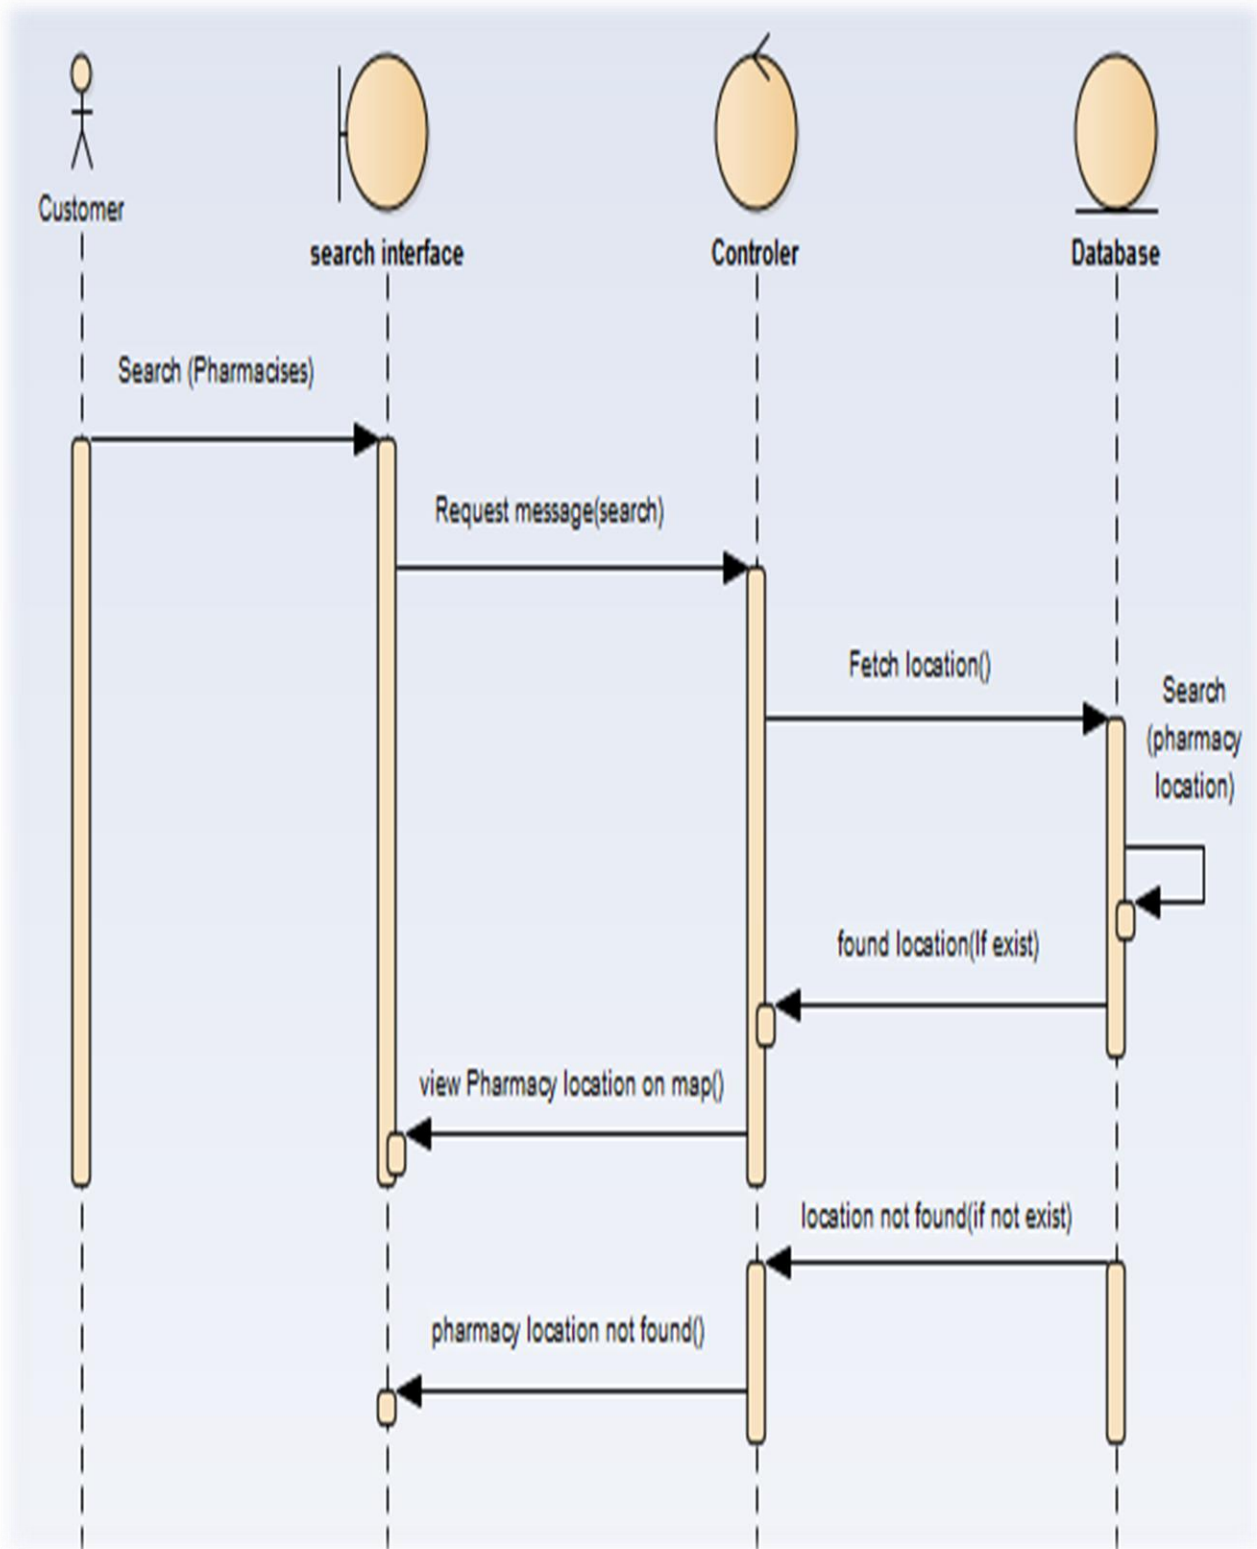 Customer
search interface
Controler
Database
Search (Pharmacises)
Request message(search)
Fetch location()
Search
(pharmacy
location)
found location(If exist)
view Pharmacy location on map()
location not found(if not exist)
pharmacy location not found()